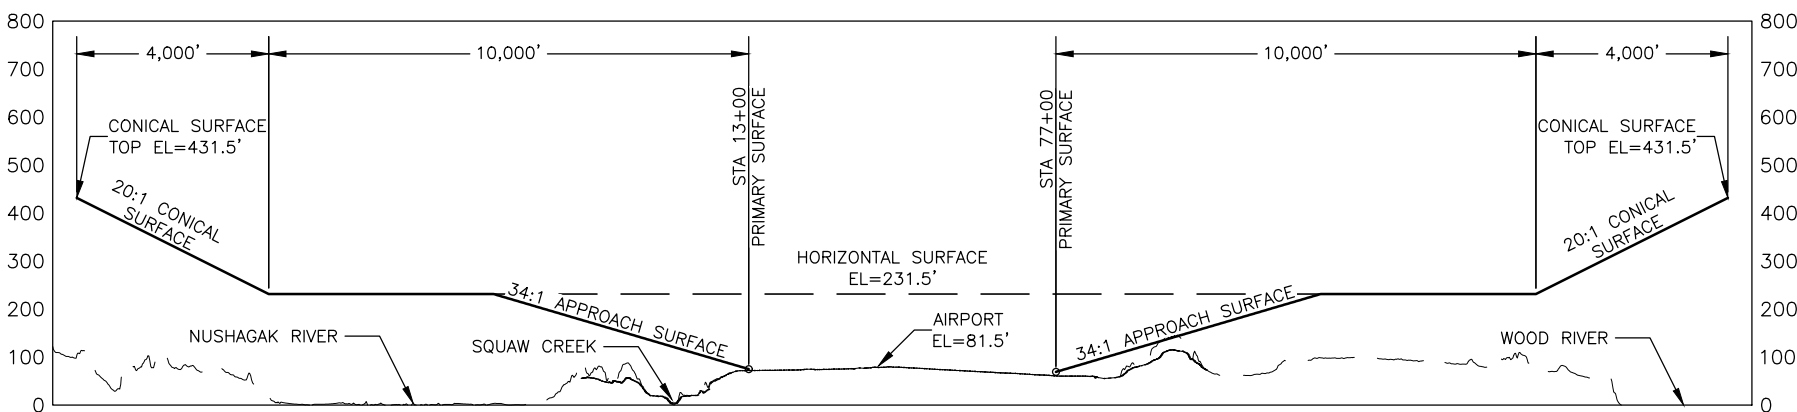 800
700
600
500
400
300
200
100
0
4,000'
10,000'
10,000'
4,000'
CONICAL SURFACE
TOP EL=431.5'
20:1 CONICAL
SURFACE
34:1 APPROACH SURFACE
NUSHAGAK RIVER
SQUAW CREEK
STA 13+00
PRIMARY SURFACE
HORIZONTAL SURFACE
EL=231.5'
AIRPORT
EL=81.5'
STA 77+00
PRIMARY SURFACE
34:1 APPROACH SURFACE
CONICAL SURFACE
TOP EL=431.5'
20:1 CONICAL
SURFACE
WOOD RIVER
800
700
600
500
400
300
200
100
0